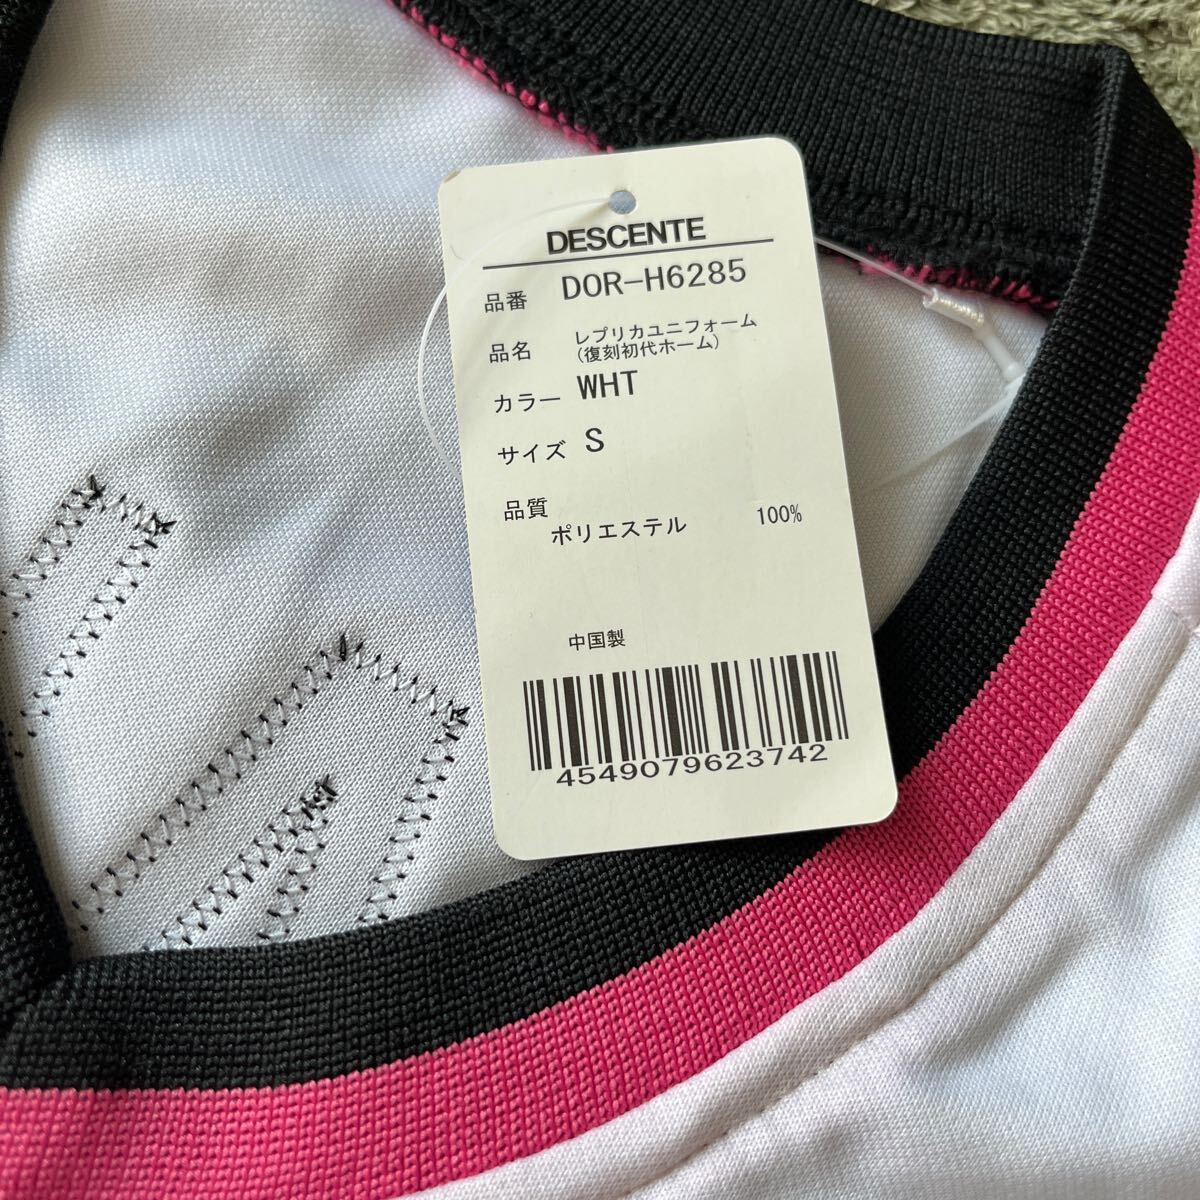 DESCENTE
品番 DOR-H6285
品名 レプリカユニフォーム
(復刻初代ホーム)
カラー WHT
サイズ S
品質
ポリエステル 100%
中国製
4549079623742